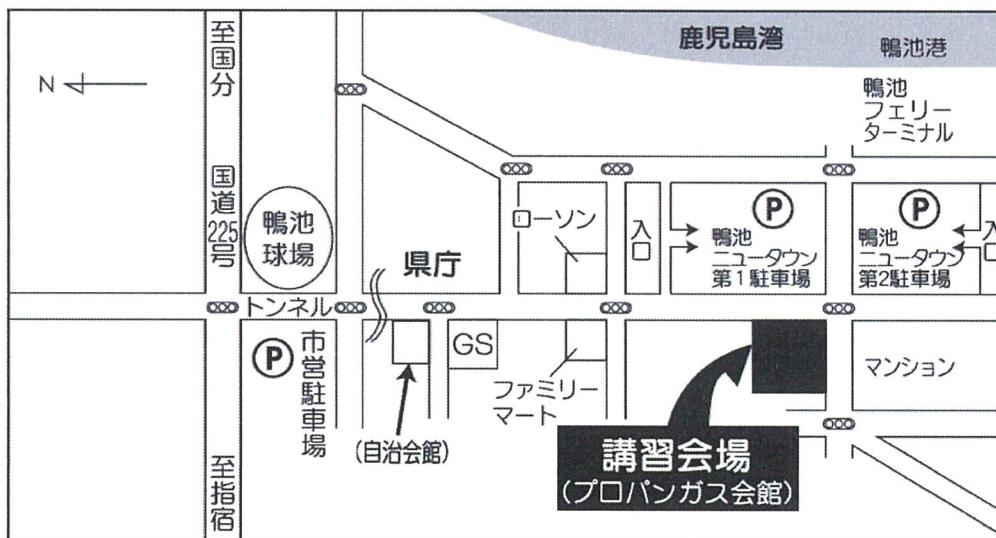 鹿児島湾
鴨池港
至国分
N
鴨池
フェリー
ターミナル
国道225号
鴨池
球場
県庁
ローソン
入口
P
鴨池
ニュータウン
第1駐車場
P
鴨池
ニュータウン
第2駐車場
入口
トンネル
P
市営駐車場
(自治会館)
GS
ファミリー
マート
マンション
講習会場
(プロパンガス会館)
至指宿